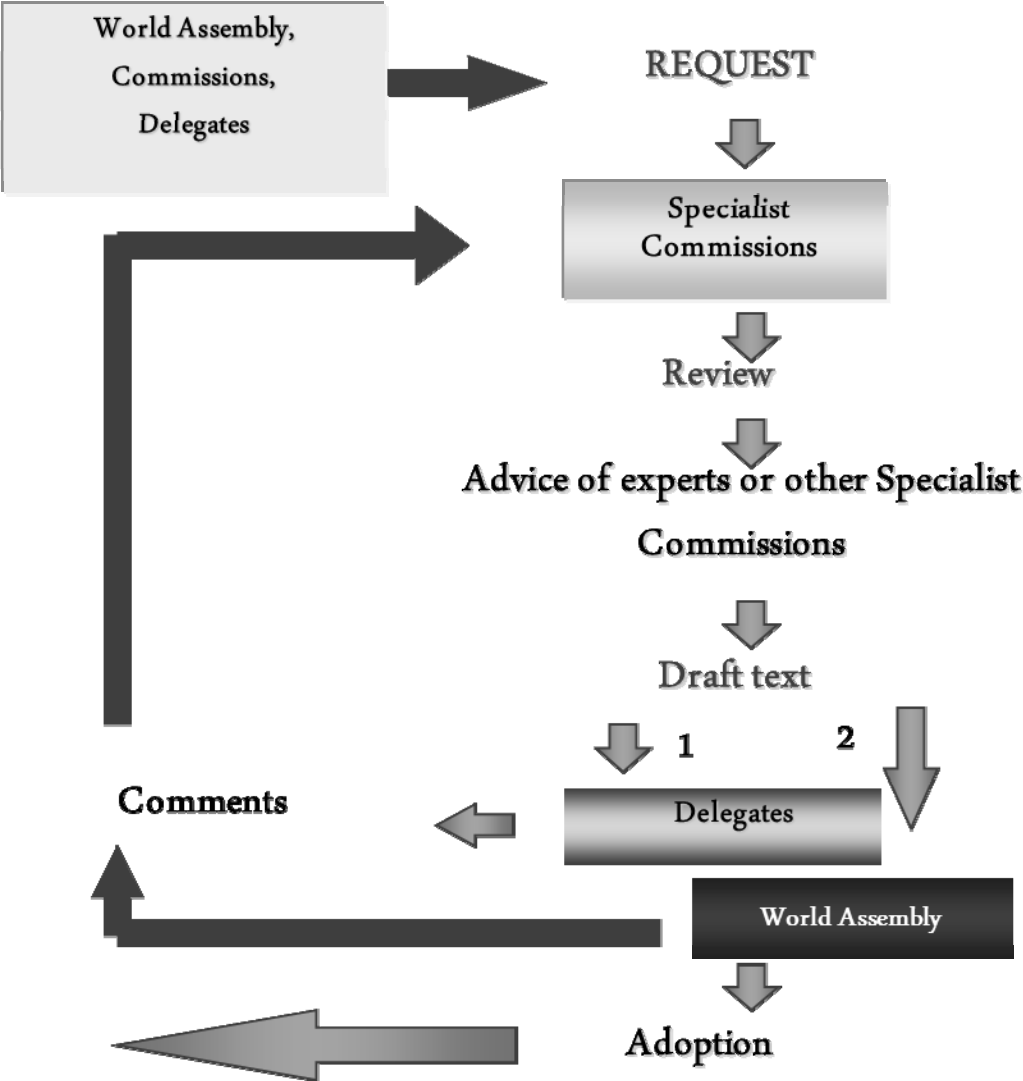 World Assembly,
Commissions,
Delegates
REQUEST
Specialist
Commissions
Review
Advice of experts or other Specialist
Commissions
Draft text
1
2
Comments
Delegates
World Assembly
Adoption